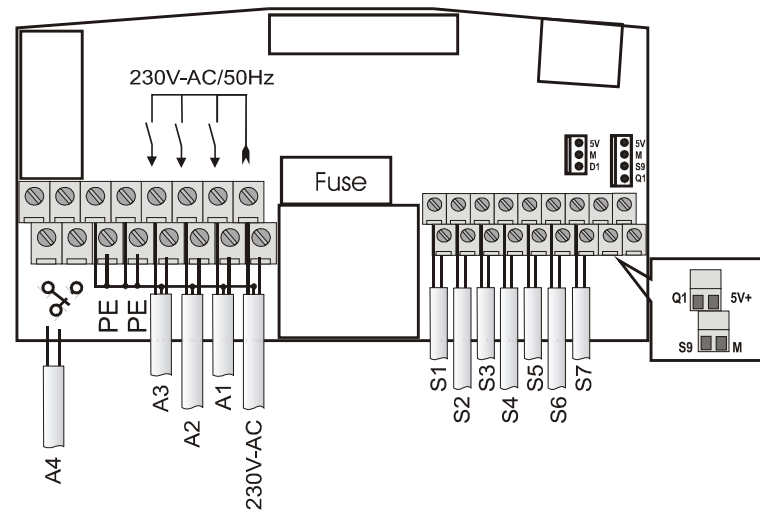 230V-AC/50Hz
Fuse
5V
M
D1
5V
M
S9
Q1
PE
PE
A4
A3
A2
A1
230V-AC
S1
S2
S3
S4
S5
S6
S7
Q1 5V+
S9 M